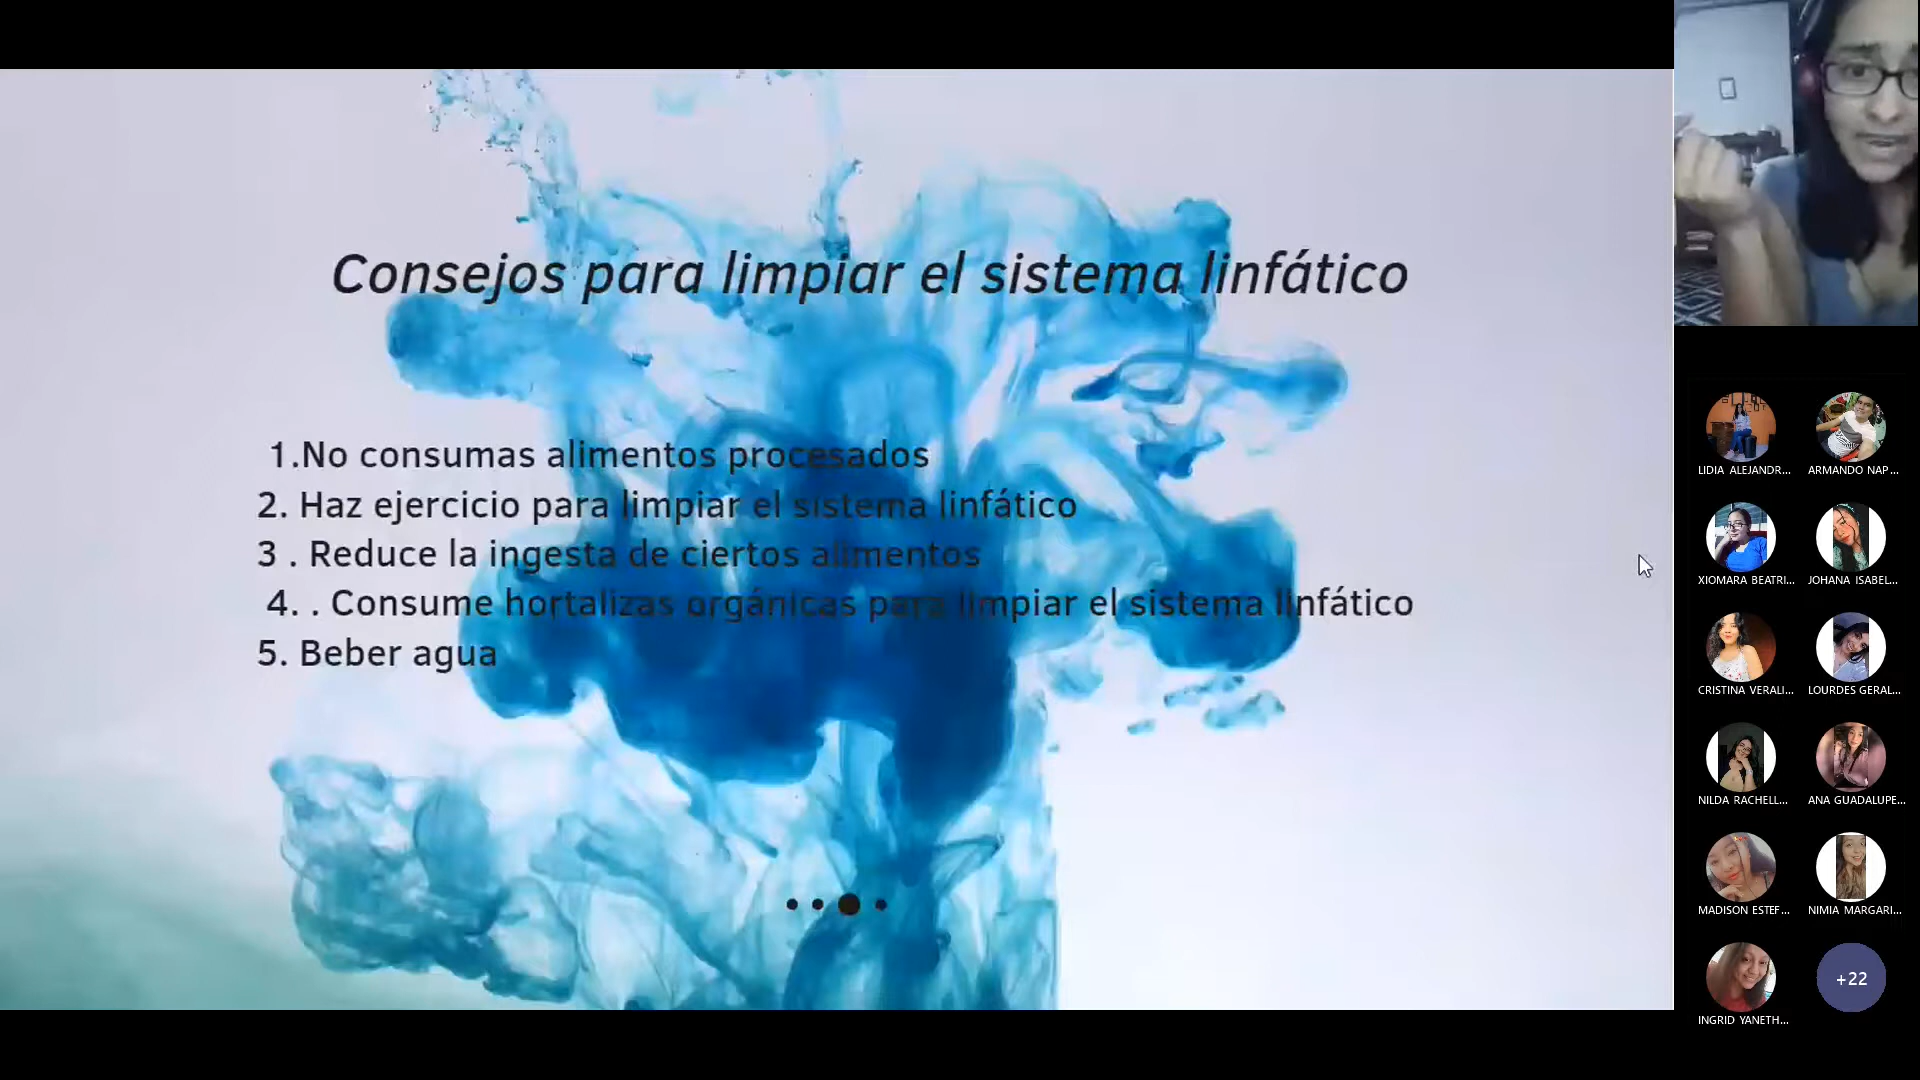 Consejos para limpiar el sistema linfático
1.No consumas alimentos procesados
2. Haz ejercicio para limpiar el sistema linfático
3 . Reduce la ingesta de ciertos alimentos
4. . Consume hortalizas orgánicas para limpiar el sistema linfático
5. Beber agua
LIDIA ALEJANDR...
ARMANDO NAP...
XIOMARA BEATRI...
JOHANA ISABEL...
CRISTINA VERALI...
LOURDES GERAL...
NILDA RACHELL...
ANA GUADALUPE...
MADISON ESTEF...
NIMIA MARGARI...
INGRID YANETH...
+22